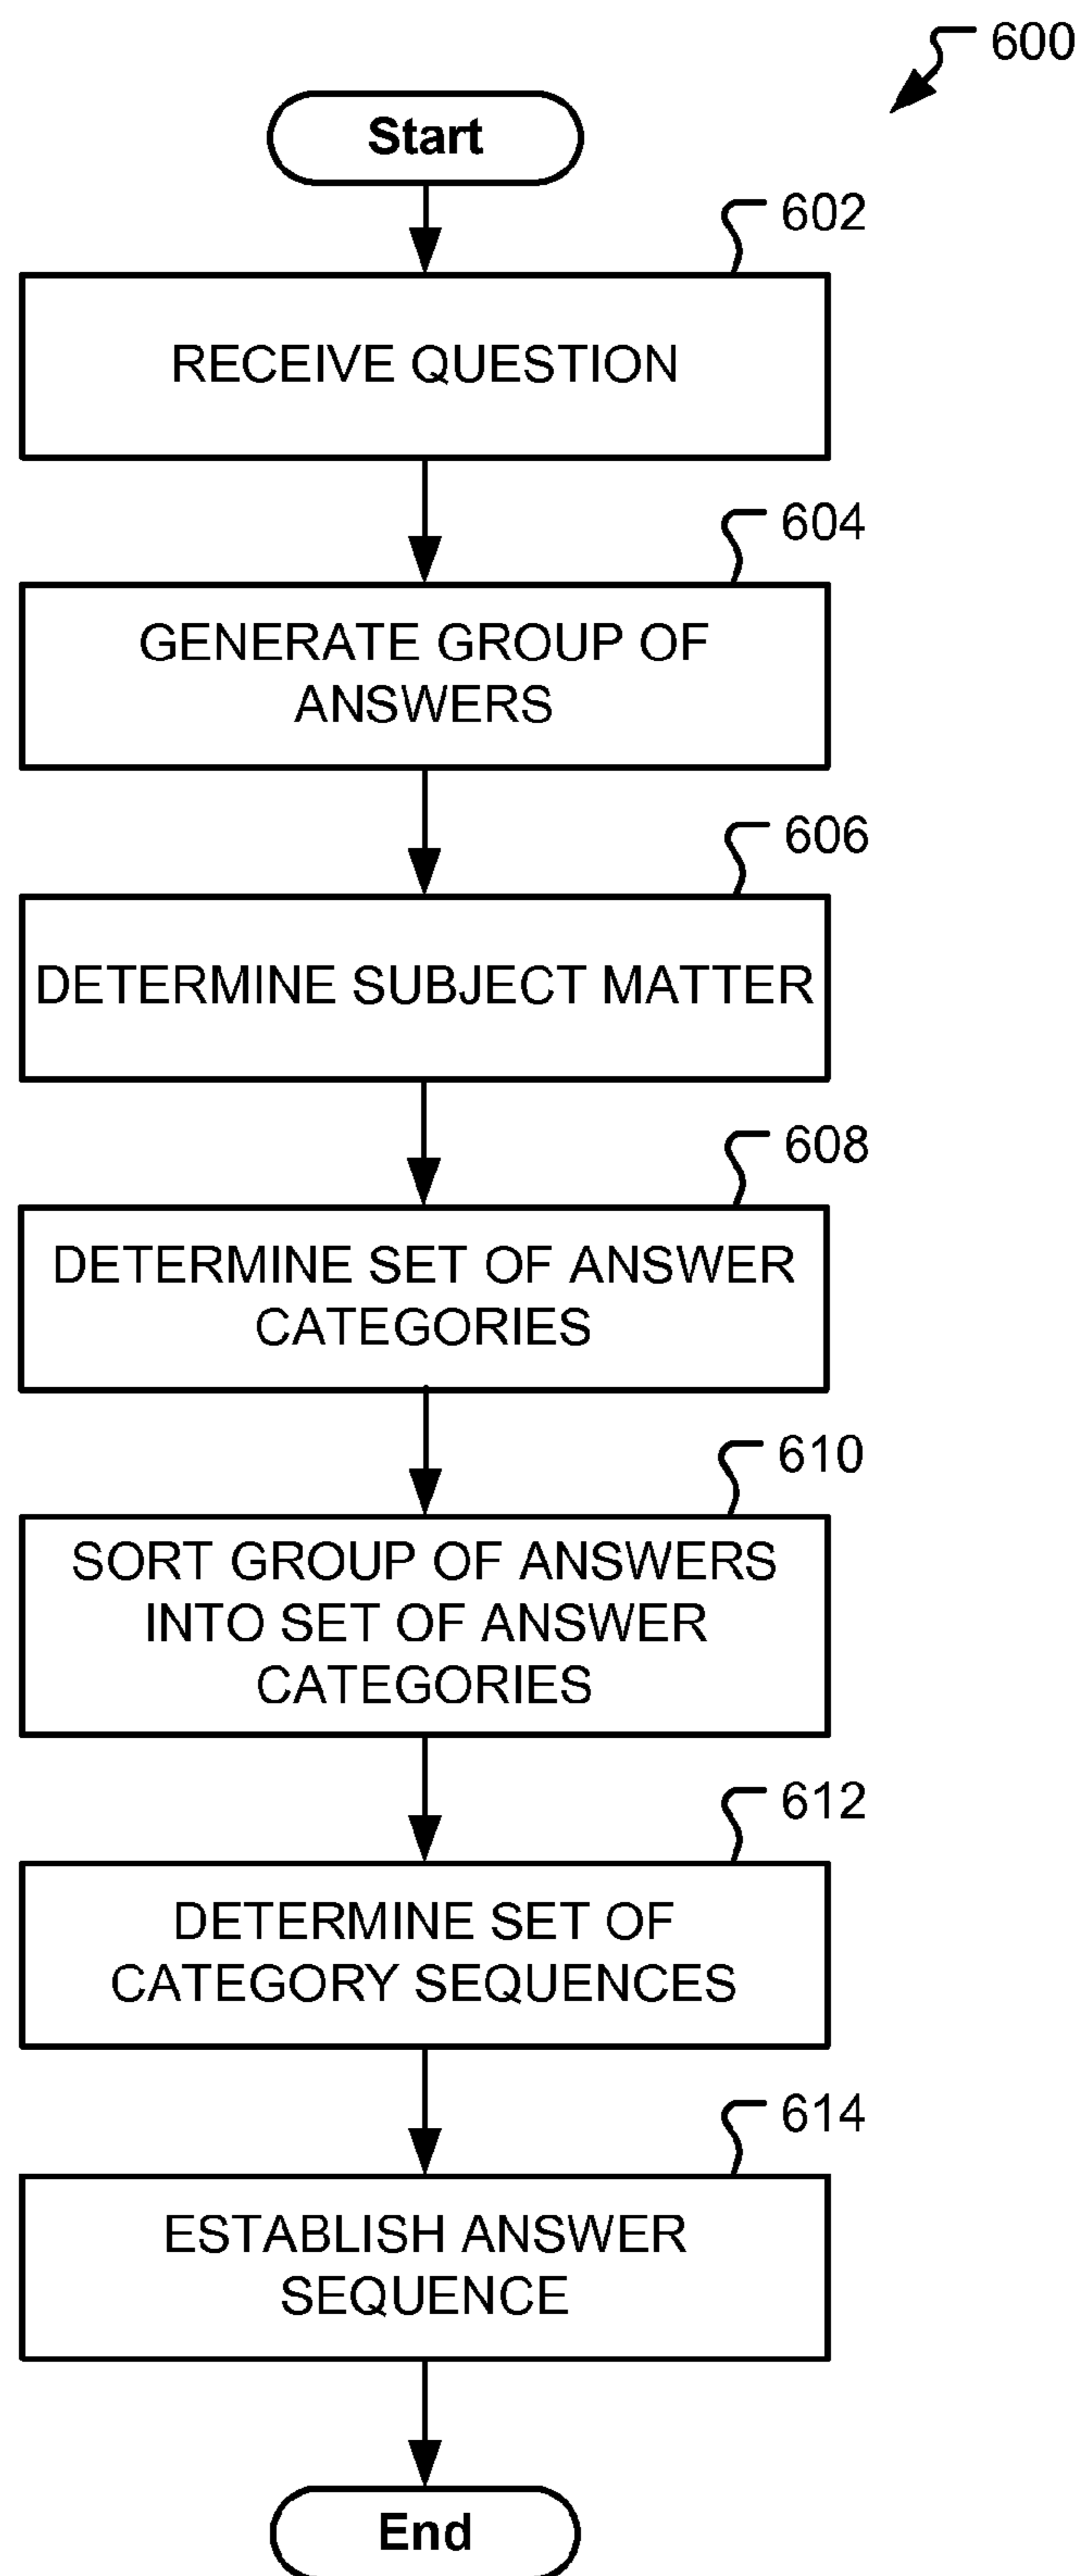 600
Start
602
RECEIVE QUESTION
604
GENERATE GROUP OF
ANSWERS
606
DETERMINE SUBJECT MATTER
608
DETERMINE SET OF ANSWER
CATEGORIES
610
SORT GROUP OF ANSWERS
INTO SET OF ANSWER
CATEGORIES
612
DETERMINE SET OF
CATEGORY SEQUENCES
614
ESTABLISH ANSWER
SEQUENCE
End